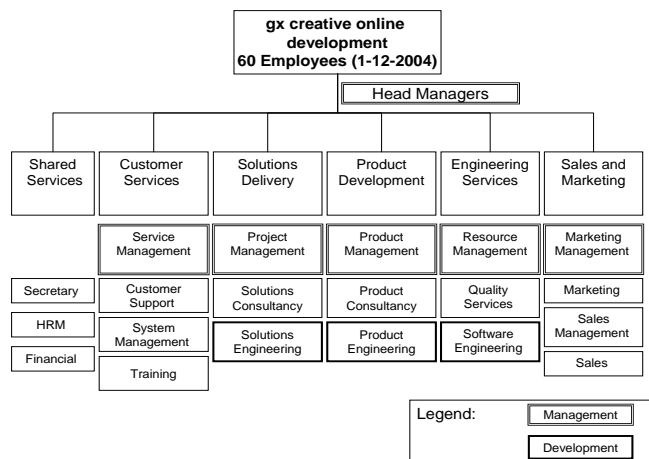 gx creative online
development
60 Employees (1-12-2004)
Head Managers
Shared
Services
Customer
Services
Solutions
Delivery
Product
Development
Engineering
Services
Sales and
Marketing
Service
Management
Project
Management
Product
Management
Resource
Management
Marketing
Management
Secretary
Customer
Support
Solutions
Consultancy
Product
Consultancy
Quality
Services
Marketing
HRM
System
Management
Solutions
Engineering
Product
Engineering
Software
Engineering
Sales
Management
Financial
Training
Sales
Legend:
Management
Development